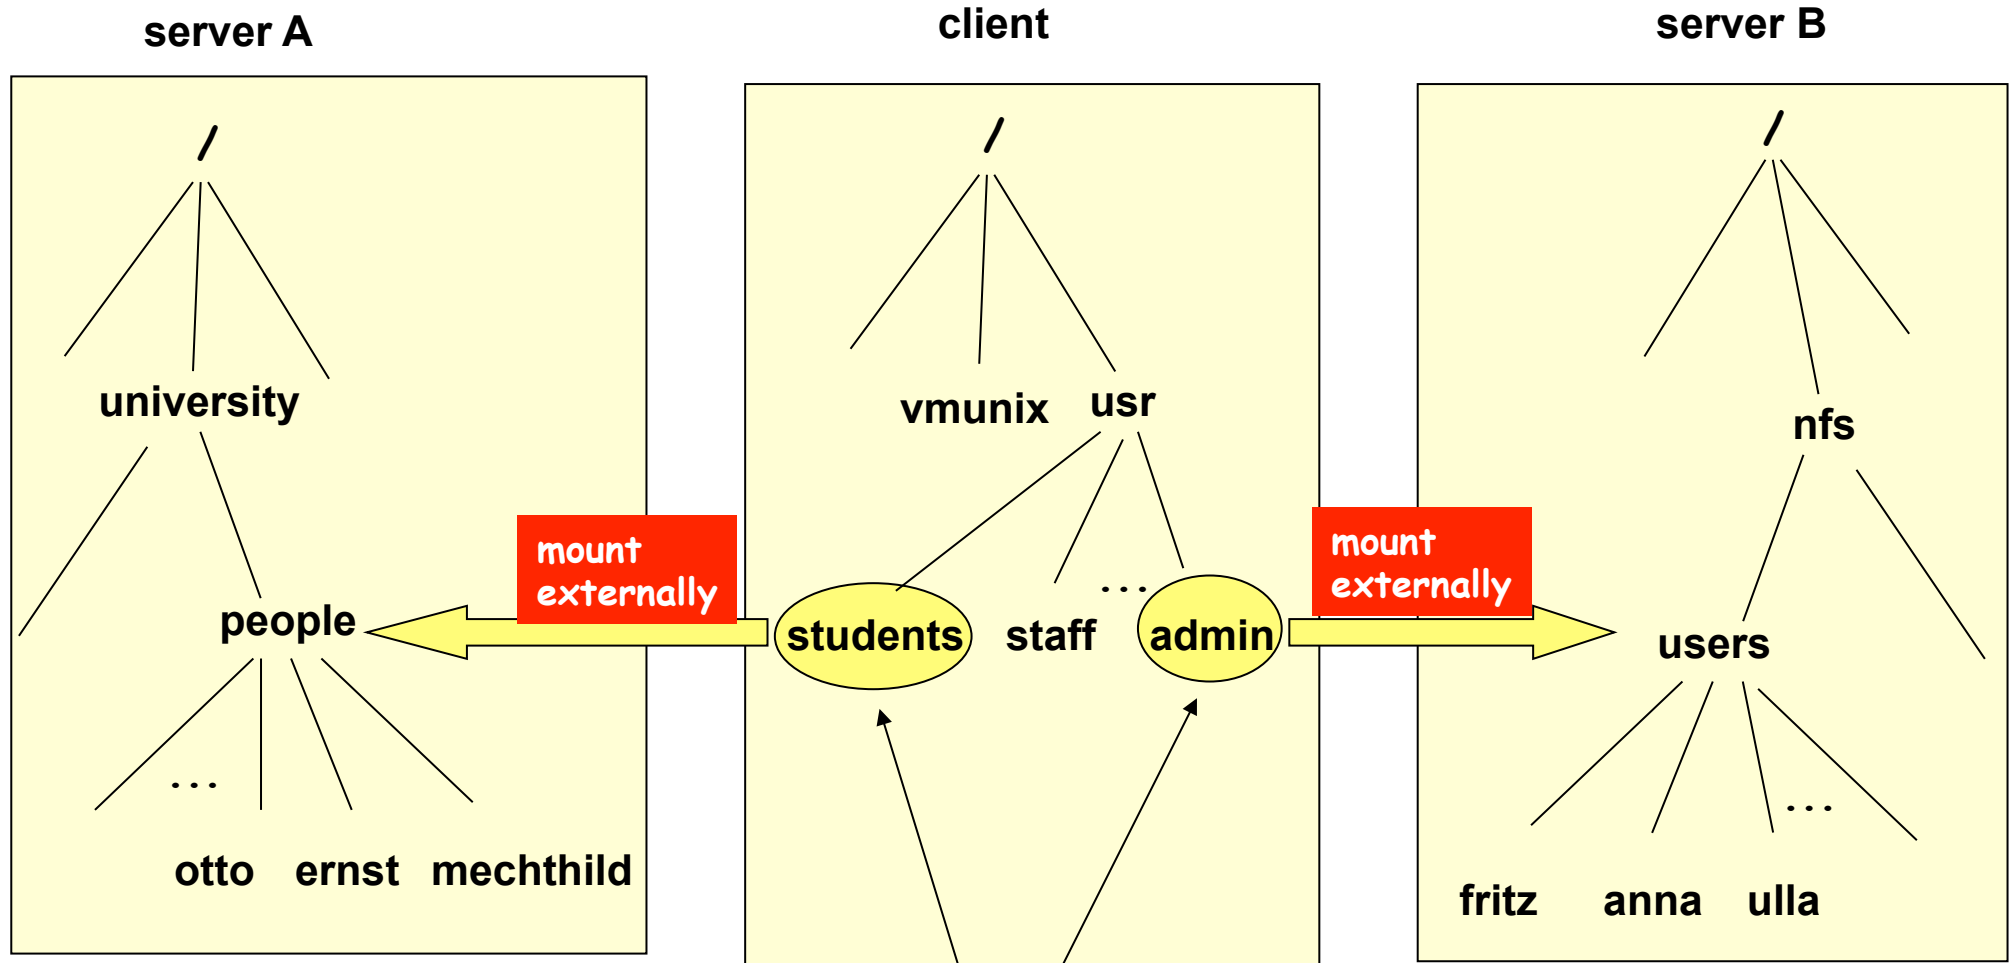 server A
client
server B
/
/
/
university
vmunix
usr
nfs
mount
externally
mount
externally
...
people
students
staff
admin
users
...
...
otto
ernst
mechthild
fritz
anna
ulla